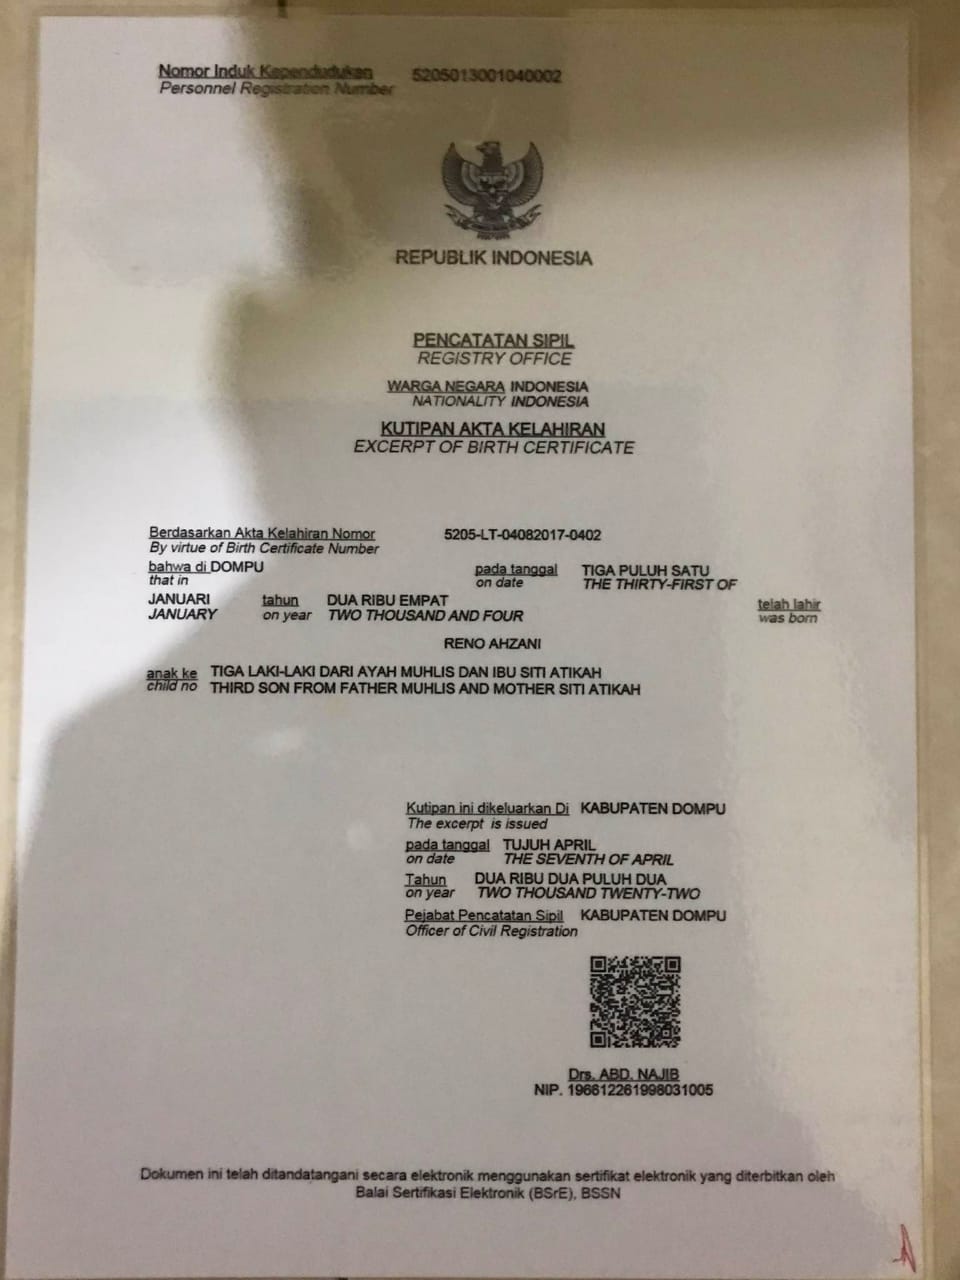 Nomor Induk Kependudukan 5205013001040002
Personnel Registration Number
REPUBLIK INDONESIA
PENCATATAN SIPIL
REGISTRY OFFICE
WARGA NEGARA INDONESIA
NATIONALITY INDONESIA
KUTIPAN AKTA KELAHIRAN
EXCERPT OF BIRTH CERTIFICATE
Berdasarkan Akta Kelahiran Nomor 5205-LT-04082017-0402
By virtue of Birth Certificate Number
bahwa di DOMPU pada tanggal TIGA PULUH SATU
that in on date THE THIRTY-FIRST OF
JANUARI tahun DUA RIBU EMPAT telah lahir
JANUARY on year TWO THOUSAND AND FOUR was born
RENO AHZANI
anak ke TIGA LAKI-LAKI DARI AYAH MUHLIS DAN IBU SITI ATIKAH
child no THIRD SON FROM FATHER MUHLIS AND MOTHER SITI ATIKAH
Kutipan ini dikeluarkan Di KABUPATEN DOMPU
The excerpt is issued
pada tanggal TUJUH APRIL
on date THE SEVENTH OF APRIL
Tahun DUA RIBU DUA PULUH DUA
on year TWO THOUSAND TWENTY-TWO
Pejabat Pencatatan Sipil KABUPATEN DOMPU
Officer of Civil Registration
Drs. ABD. NAJIB
NIP. 196612261998031005
Dokumen ini telah ditandatangani secara elektronik menggunakan sertifikat elektronik yang diterbitkan oleh
Balai Sertifikasi Elektronik (BSrE), BSSN